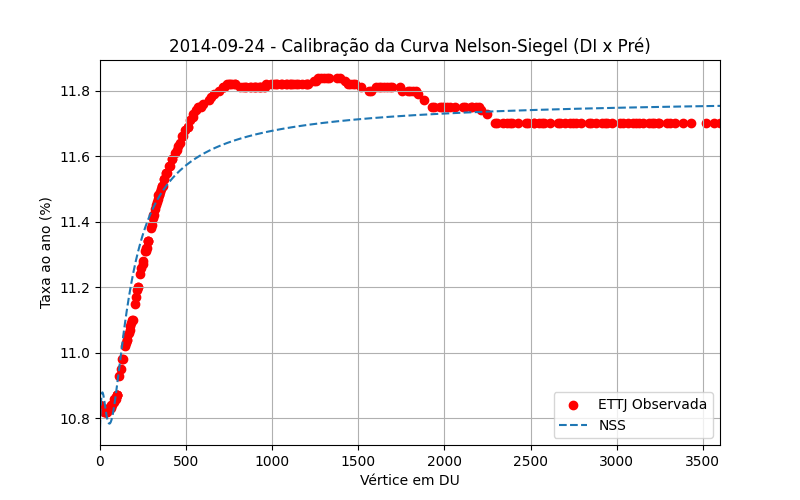 2014-09-24 - Calibração da Curva Nelson-Siegel (DI x Pré)
Taxa ao ano (%)
11.8
11.6
11.4
11.2
11.0
10.8
ETTJ Observada
NSS
0 500 1000 1500 2000 2500 3000 3500
Vértice em DU